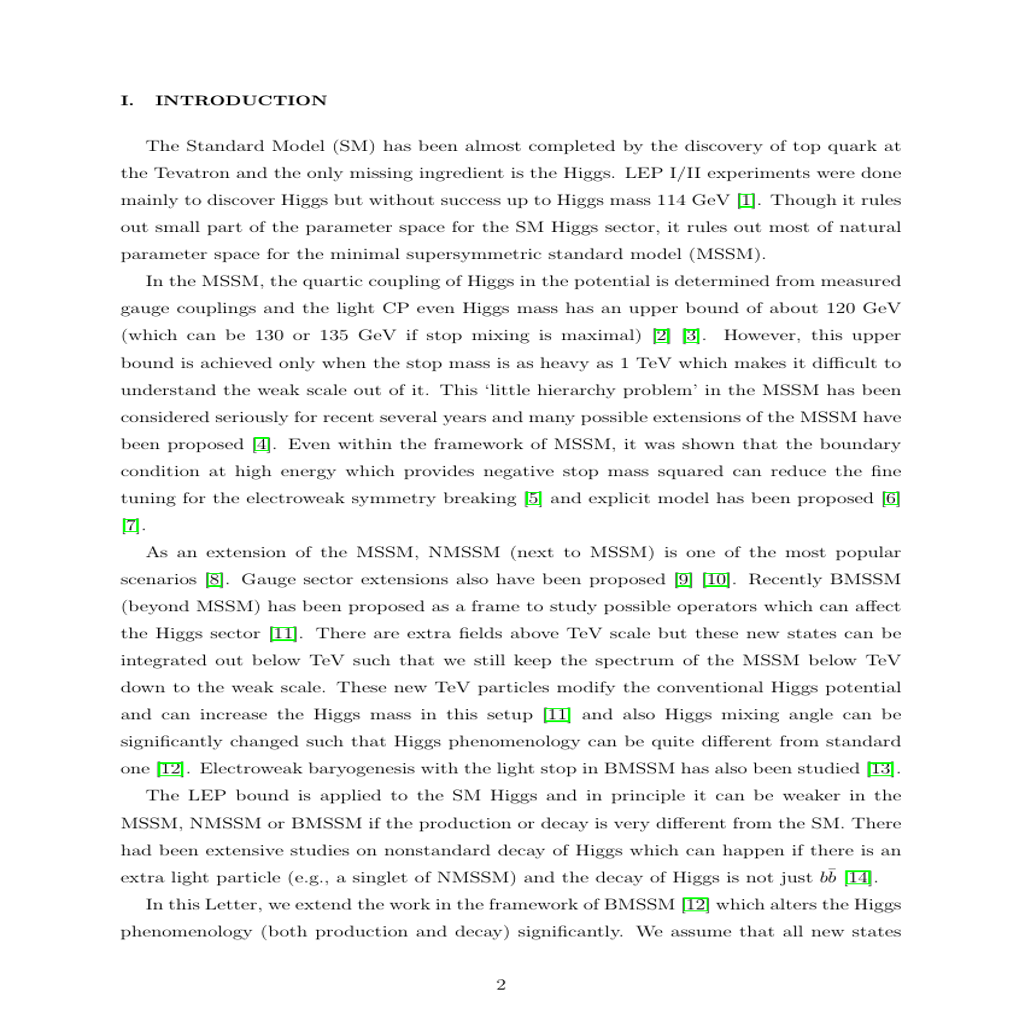 I. INTRODUCTION
The Standard Model (SM) has been almost completed by the discovery of top quark at
the Tevatron and the only missing ingredient is the Higgs. LEP I/II experiments were done
mainly to discover Higgs but without success up to Higgs mass 114 GeV [1]. Though it rules
out small part of the parameter space for the SM Higgs sector, it rules out most of natural
parameter space for the minimal supersymmetric standard model (MSSM).
In the MSSM, the quartic coupling of Higgs in the potential is determined from measured
gauge couplings and the light CP even Higgs mass has an upper bound of about 120 GeV
(which can be 130 or 135 GeV if stop mixing is maximal) [2] [3]. However, this upper
bound is achieved only when the stop mass is as heavy as 1 TeV which makes it difficult to
understand the weak scale out of it. This ‘little hierarchy problem’ in the MSSM has been
considered seriously for recent several years and many possible extensions of the MSSM have
been proposed [4]. Even within the framework of MSSM, it was shown that the boundary
condition at high energy which provides negative stop mass squared can reduce the fine
tuning for the electroweak symmetry breaking [5] and explicit model has been proposed [6]
[7].
As an extension of the MSSM, NMSSM (next to MSSM) is one of the most popular
scenarios [8]. Gauge sector extensions also have been proposed [9] [10]. Recently BMSSM
(beyond MSSM) has been proposed as a frame to study possible operators which can affect
the Higgs sector [11]. There are extra fields above TeV scale but these new states can be
integrated out below TeV such that we still keep the spectrum of the MSSM below TeV
down to the weak scale. These new TeV particles modify the conventional Higgs potential
and can increase the Higgs mass in this setup [11] and also Higgs mixing angle can be
significantly changed such that Higgs phenomenology can be quite different from standard
one [12]. Electroweak baryogenesis with the light stop in BMSSM has also been studied [13].
The LEP bound is applied to the SM Higgs and in principle it can be weaker in the
MSSM, NMSSM or BMSSM if the production or decay is very different from the SM. There
had been extensive studies on nonstandard decay of Higgs which can happen if there is an
extra light particle (e.g., a singlet of NMSSM) and the decay of Higgs is not just bb̄ [14].
In this Letter, we extend the work in the framework of BMSSM [12] which alters the Higgs
phenomenology (both production and decay) significantly. We assume that all new states
2